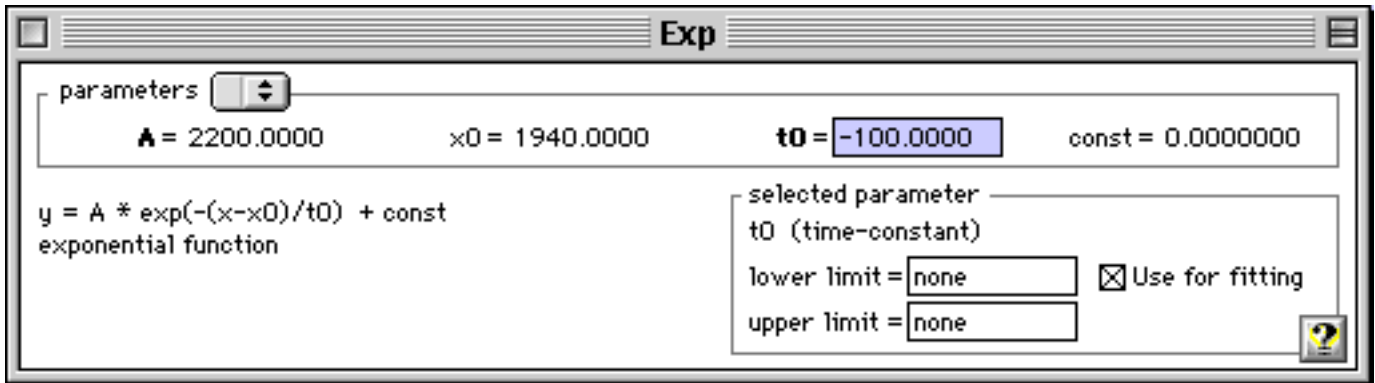 Exp
parameters
A = 2200.0000 x0 = 1940.0000 t0 = -100.0000 const = 0.0000000
y = A * exp(-(x-x0)/t0) + const
exponential function
selected parameter
t0 (time-constant)
lower limit = none Use for fitting
upper limit = none
?